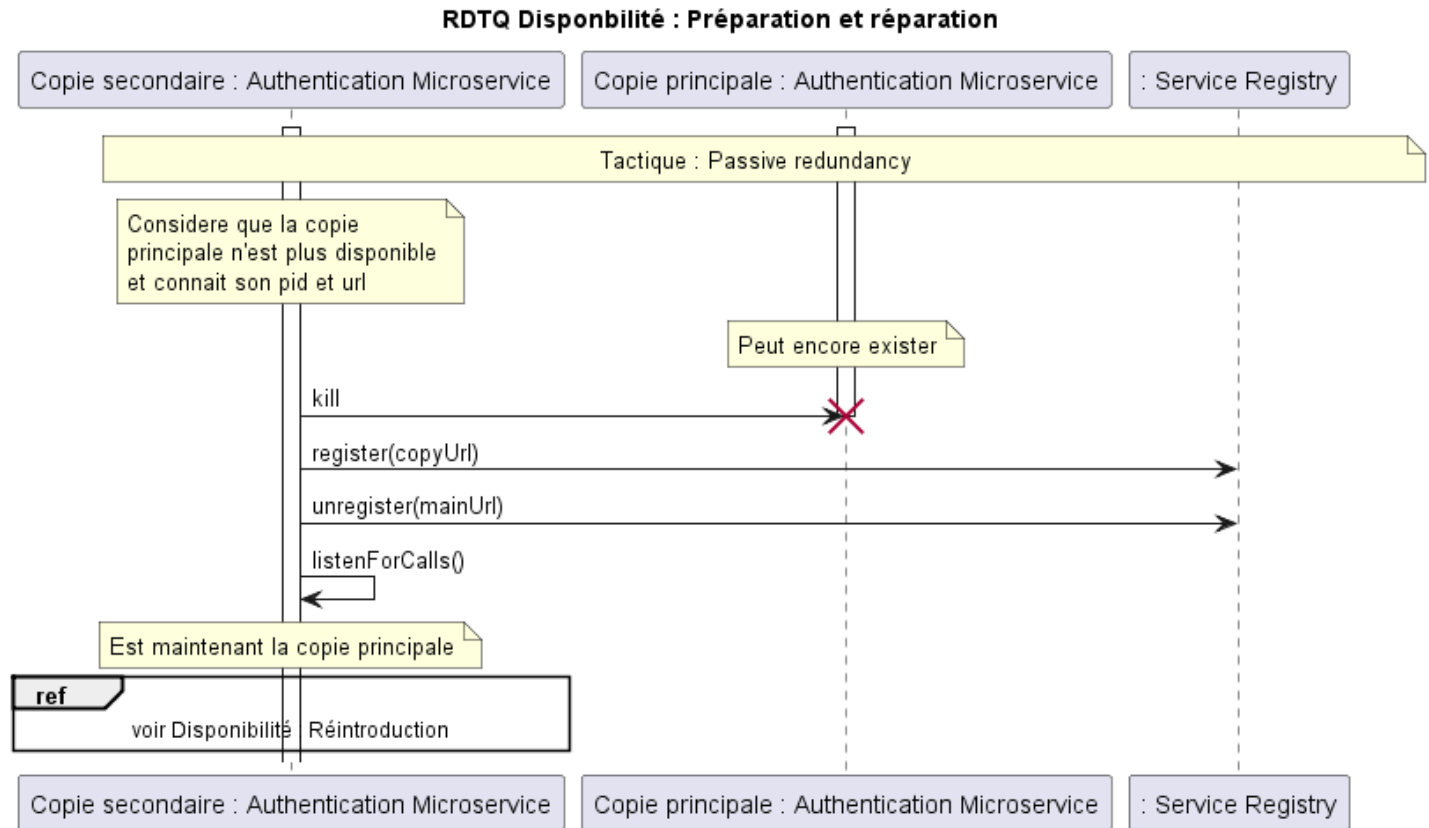 RDTQ Disponbilité : Préparation et réparation
Copie secondaire : Authentication Microservice
Copie principale : Authentication Microservice
: Service Registry
Tactique : Passive redundancy
Considere que la copie
principale n'est plus disponible
et connait son pid et url
Peut encore exister
kill
register(copyUrl)
unregister(mainUrl)
listenForCalls()
Est maintenant la copie principale
ref
voir Disponibilité : Réintroduction
Copie secondaire : Authentication Microservice
Copie principale : Authentication Microservice
: Service Registry